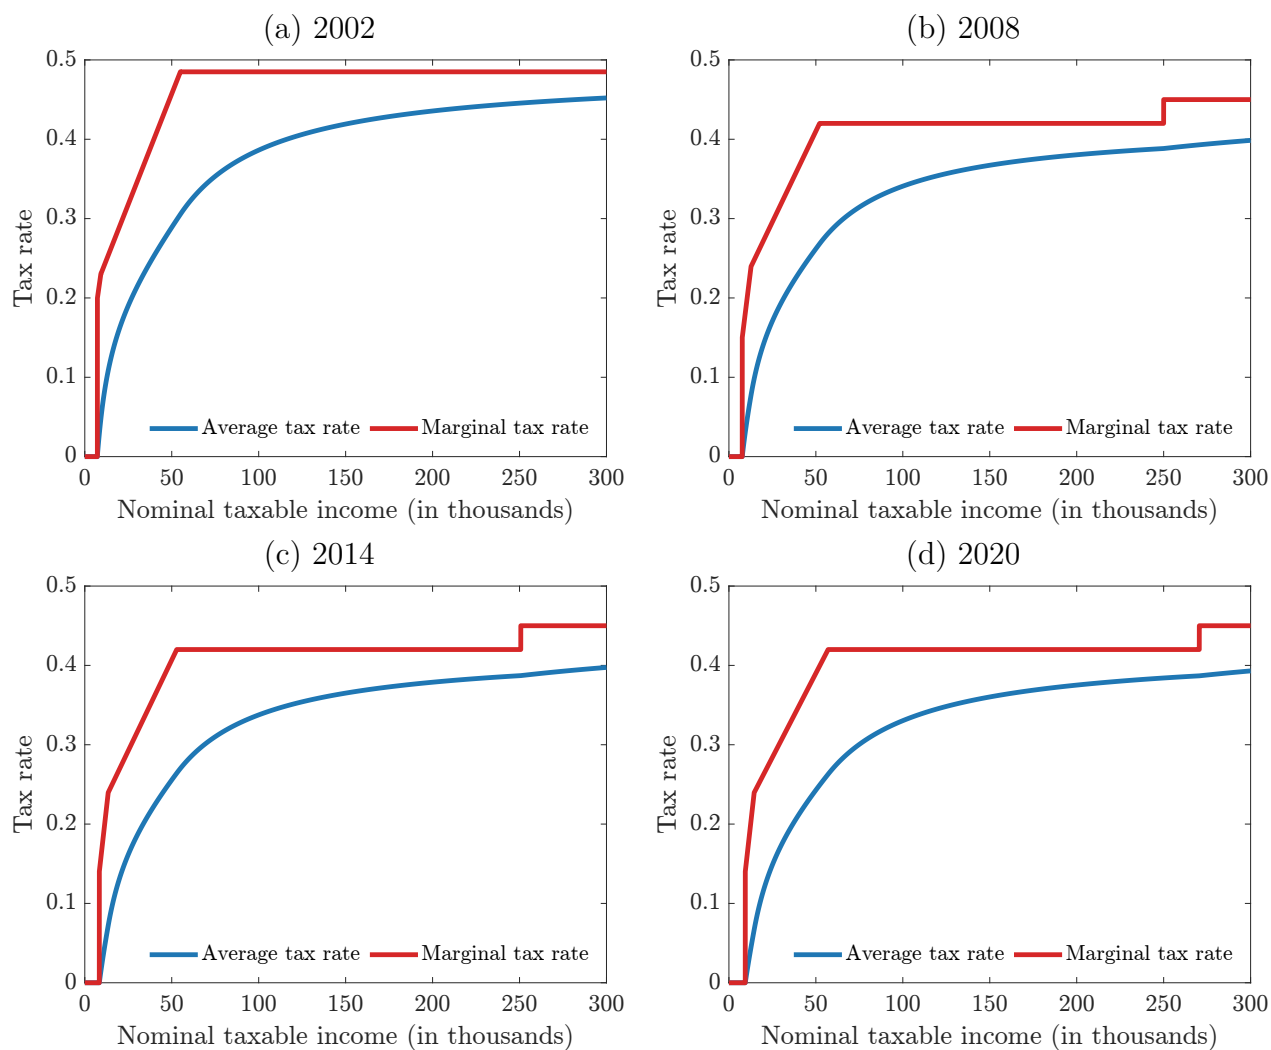 (a) 2002
0.5
0.4
0.3
0.2
0.1
0
Tax rate
Average tax rate
Marginal tax rate
0 50 100 150 200 250 300
Nominal taxable income (in thousands)
(b) 2008
0.5
0.4
0.3
0.2
0.1
0
Tax rate
Average tax rate
Marginal tax rate
0 50 100 150 200 250 300
Nominal taxable income (in thousands)
(c) 2014
0.5
0.4
0.3
0.2
0.1
0
Tax rate
Average tax rate
Marginal tax rate
0 50 100 150 200 250 300
Nominal taxable income (in thousands)
(d) 2020
0.5
0.4
0.3
0.2
0.1
0
Tax rate
Average tax rate
Marginal tax rate
0 50 100 150 200 250 300
Nominal taxable income (in thousands)